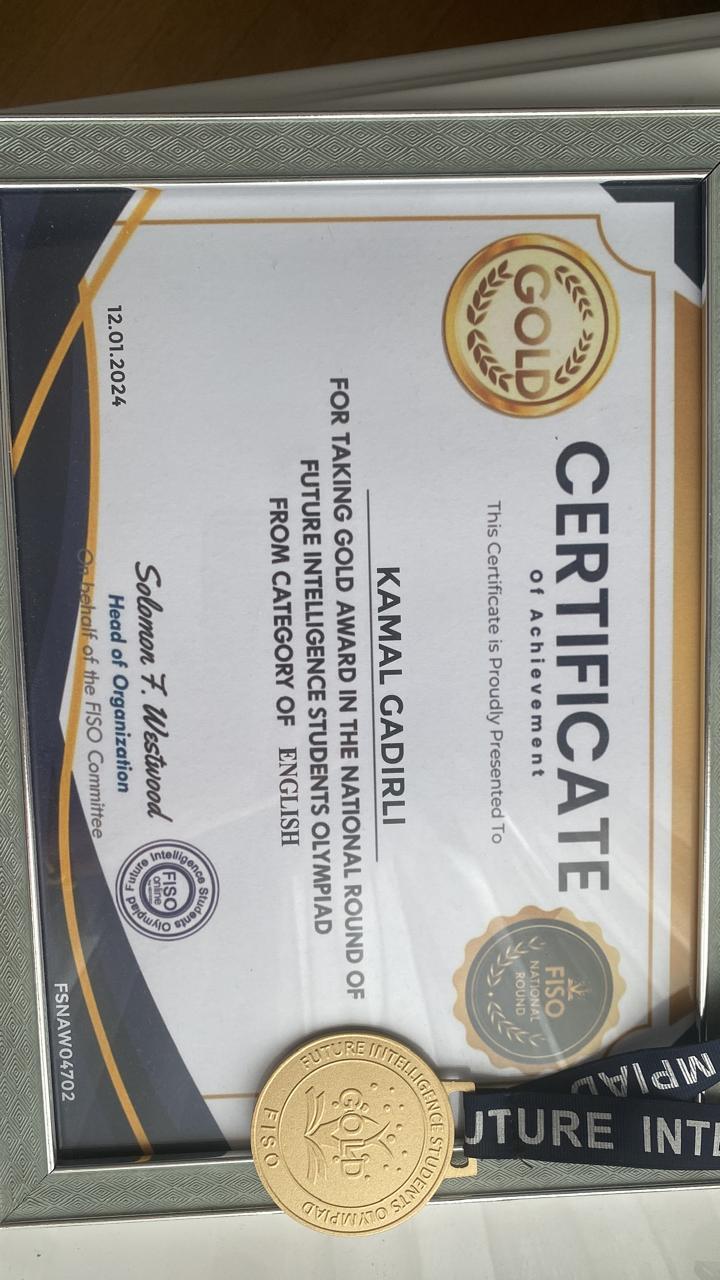 GOLD
CERTIFICATE
Of Achievement
This Certificate is Proudly Presented To
FISO
NATIONAL
ROUND
KAMAL GADIRLI
FOR TAKING GOLD AWARD IN THE NATIONAL ROUND OF
FUTURE INTELLIGENCE STUDENTS OLYMPIAD
FROM CATEGORY OF ENGLISH
12.01.2024
Solomon F. Westwood
Head of Organization
On behalf of the FISO Committee
Future Intelligence Students Olympiad
FISO
online
FSNAW04702
FUTURE INTELLIGENCE STUDENTS OLYMPIAD
GOLD
FISO
MPIAD
UTURE INTE